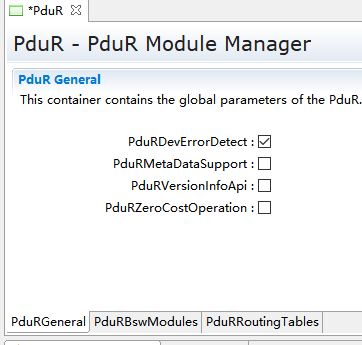 *PduR
PduR - PduR Module Manager
PduR General
This container contains the global parameters of the PduR.
PduRDevErrorDetect :
PduRMetaDataSupport :
PduRVersionInfoApi :
PduRZeroCostOperation :
PduRGeneral PduRBswModules PduRRoutingTables